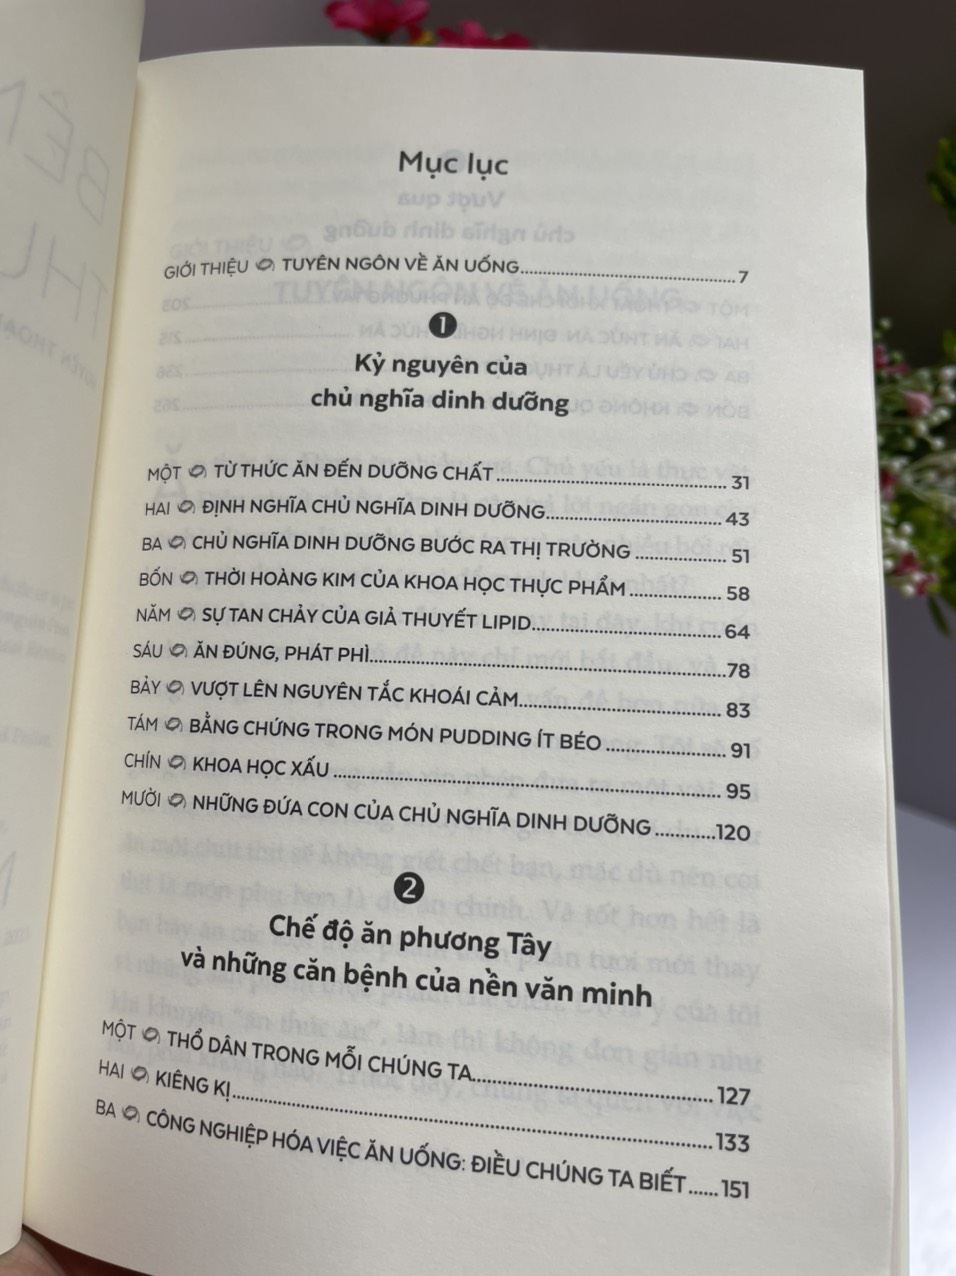 Mục lục
GIỚI THIỆU TUYÊN NGÔN VỀ ĂN UỐNG........7
1
Kỷ nguyên của
chủ nghĩa dinh dưỡng
MỘT TỪ THỨC ĂN ĐẾN DƯỠNG CHẤT........31
HAI ĐỊNH NGHĨA CHỦ NGHĨA DINH DƯỠNG........43
BA CHỦ NGHĨA DINH DƯỠNG BƯỚC RA THỊ TRƯỜNG........51
BỐN THỜI HOÀNG KIM CỦA KHOA HỌC THỰC PHẨM........58
NĂM SỰ TAN CHẢY CỦA GIẢ THUYẾT LIPID........64
SÁU ĂN ĐÚNG, PHÁT PHÌ........78
BẢY VƯỢT LÊN NGUYÊN TẮC KHOÁI CẢM........83
TÁM BẰNG CHỨNG TRONG MÓN PUDDING ÍT BÉO........91
CHÍN KHOA HỌC XẤU........95
MƯỜI NHỮNG ĐỨA CON CỦA CHỦ NGHĨA DINH DƯỠNG........120
2
Chế độ ăn phương Tây
và những căn bệnh của nền văn minh
MỘT THỔ DÂN TRONG MỖI CHÚNG TA........127
HAI KIÊNG KỊ........133
BA CÔNG NGHIỆP HÓA VIỆC ĂN UỐNG: ĐIỀU CHÚNG TA BIẾT......151